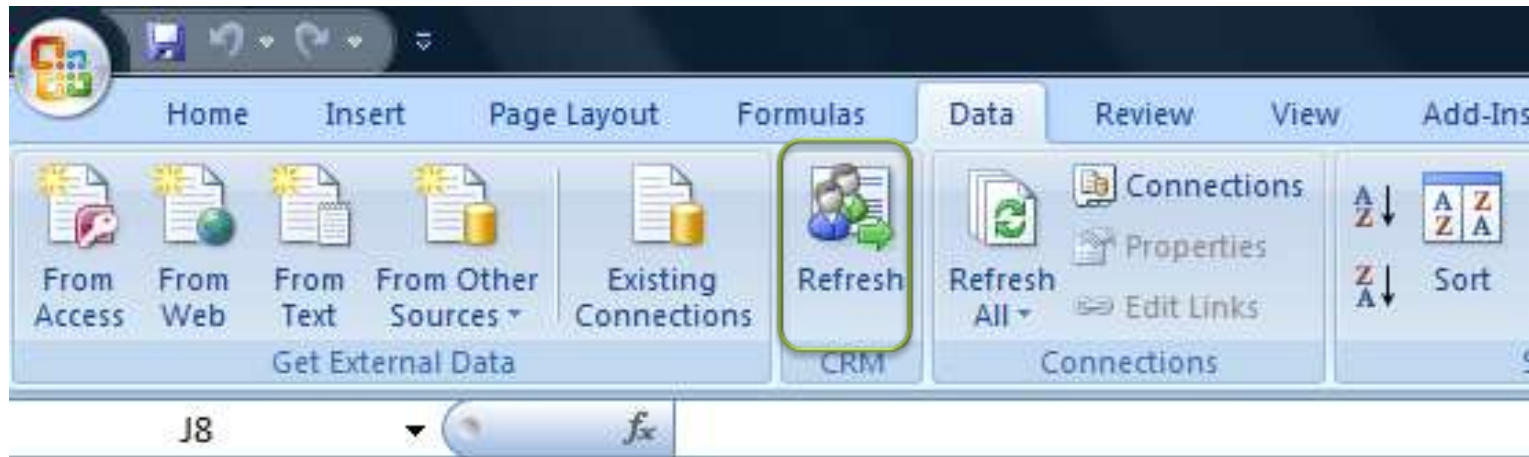 Home Insert Page Layout Formulas Data Review View Add-Ins
From Access
From Web
From Text
From Other Sources
Existing Connections
Get External Data
Refresh
CRM
Refresh All
Connections
Properties
Edit Links
Connections
A Z
Z A
A Z
Z A
Sort
J8
fx